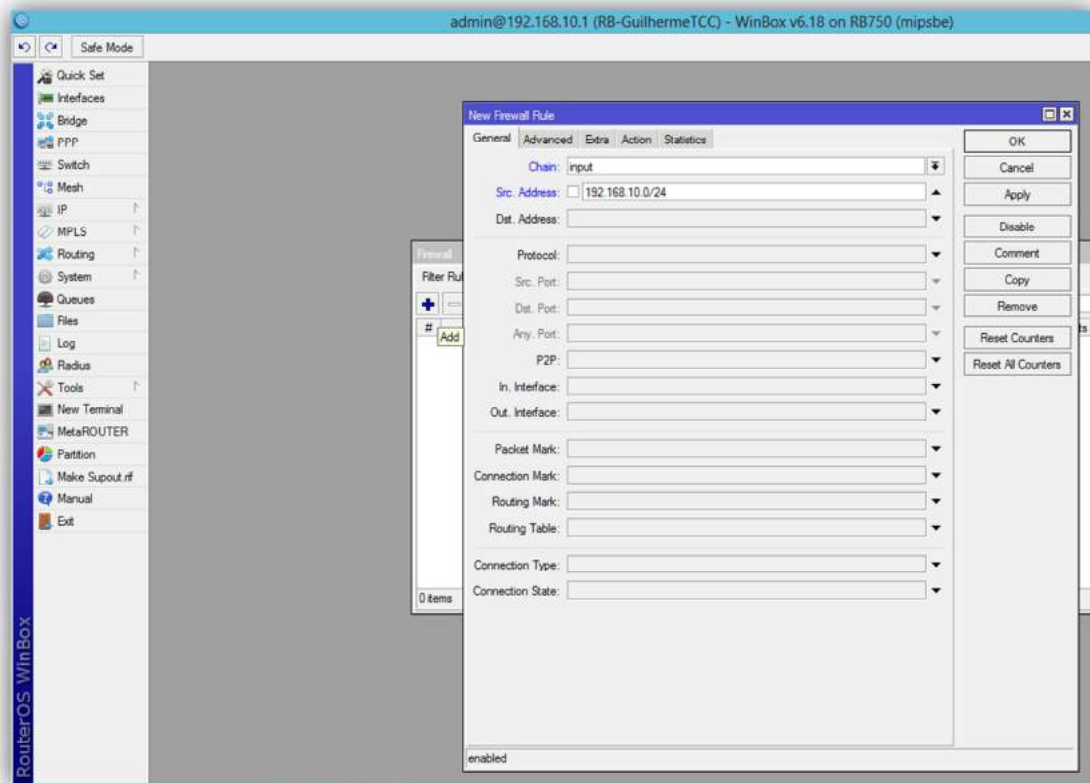 admin@192.168.10.1 (RB-GuilhermeTCC) - WinBox v6.18 on RB750 (mipsbe)
Safe Mode
Quick Set
Interfaces
Bridge
PPP
Switch
Mesh
IP
MPLS
Routing
System
Queues
Files
Log
Radius
Tools
New Terminal
MetaROUTER
Partition
Make Supout.rif
Manual
Exit
RouterOS WinBox
Firewall
Filter Rul
#
Add
0 items
New Firewall Rule
General Advanced Extra Action Statistics
Chain: input
Src. Address: 192.168.10.0/24
Dst. Address:
Protocol:
Src. Port:
Dst. Port:
Any. Port:
P2P:
In. Interface:
Out. Interface:
Packet Mark:
Connection Mark:
Routing Mark:
Routing Table:
Connection Type:
Connection State:
enabled
OK
Cancel
Apply
Disable
Comment
Copy
Remove
Reset Counters
Reset All Counters
ts